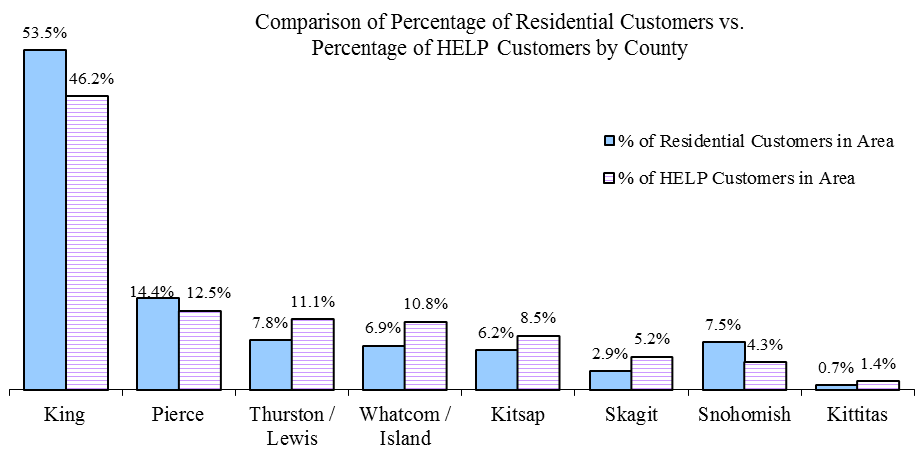 Comparison of Percentage of Residential Customers vs.
Percentage of HELP Customers by County
53.5%
46.2%
% of Residential Customers in Area
% of HELP Customers in Area
14.4%
12.5%
7.8%
11.1%
6.9%
10.8%
6.2%
8.5%
2.9%
5.2%
7.5%
4.3%
0.7%
1.4%
King
Pierce
Thurston /
Lewis
Whatcom /
Island
Kitsap
Skagit
Snohomish
Kittitas